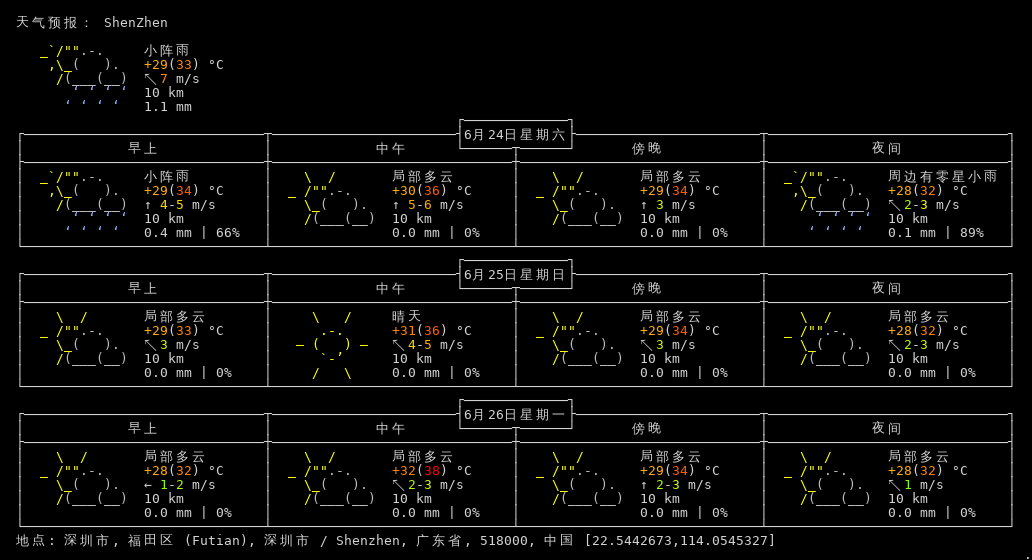 天气预报: ShenZhen
小阵雨
+29(33) °C
↖ 7 m/s
10 km
1.1 mm
6月24日星期六
早上 中午 傍晚 夜间
小阵雨 局部多云 局部多云 周边有零星小雨
+29(34) °C +30(36) °C +29(34) °C +28(32) °C
↑ 4-5 m/s ↑ 5-6 m/s ↑ 3 m/s ↖ 2-3 m/s
10 km 10 km 10 km 10 km
0.4 mm | 66% 0.0 mm | 0% 0.0 mm | 0% 0.1 mm | 89%
6月25日星期日
早上 中午 傍晚 夜间
局部多云 晴天 局部多云 局部多云
+29(33) °C +31(36) °C +29(34) °C +28(32) °C
↖ 3 m/s ↖ 4-5 m/s ↖ 3 m/s ↖ 2-3 m/s
10 km 10 km 10 km 10 km
0.0 mm | 0% 0.0 mm | 0% 0.0 mm | 0% 0.0 mm | 0%
6月26日星期一
早上 中午 傍晚 夜间
局部多云 局部多云 局部多云 局部多云
+28(32) °C +32(38) °C +29(34) °C +28(32) °C
← 1-2 m/s ↖ 2-3 m/s ↑ 2-3 m/s ↖ 1 m/s
10 km 10 km 10 km 10 km
0.0 mm | 0% 0.0 mm | 0% 0.0 mm | 0% 0.0 mm | 0%
地点: 深圳市, 福田区 (Futian), 深圳市 / Shenzhen, 广东省, 518000, 中国 [22.5442673,114.0545327]